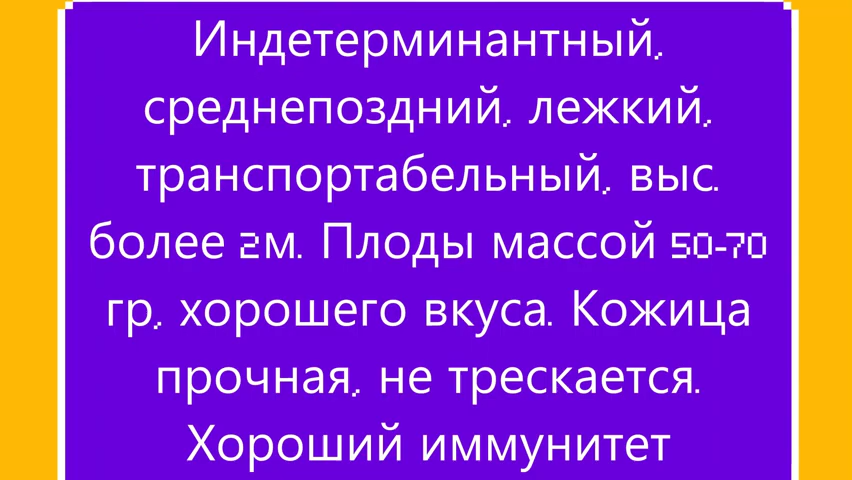 Индетерминантный,
среднепоздний, лежкий,
транспортабельный, выс.
более 2м. Плоды массой 50-70
гр, хорошего вкуса. Кожица
прочная, не трескается.
Хороший иммунитет